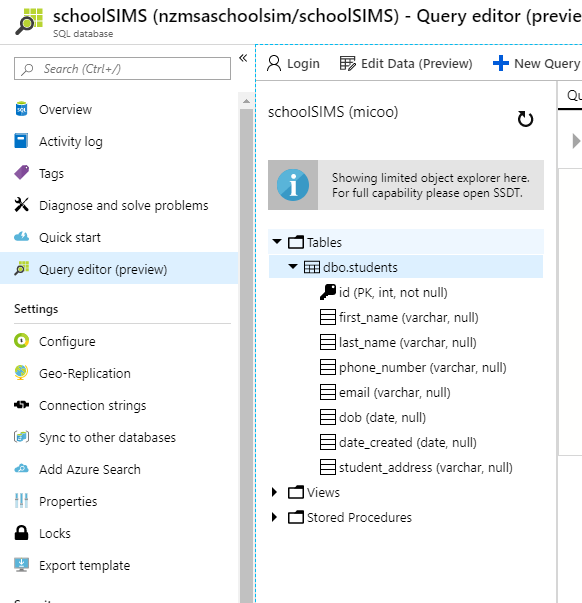 schoolSIMS (nzmsaschoolsim/schoolSIMS) - Query editor (previe
SQL database
Search (Ctrl+/)
«
Overview
Activity log
Tags
Diagnose and solve problems
Quick start
Query editor (preview)
Settings
Configure
Geo-Replication
Connection strings
Sync to other databases
Add Azure Search
Properties
Locks
Export template
Login
Edit Data (Preview)
New Query
schoolSIMS (micoo)
Showing limited object explorer here.
For full capability please open SSDT.
Tables
dbo.students
id (PK, int, not null)
first_name (varchar, null)
last_name (varchar, null)
phone_number (varchar, null)
email (varchar, null)
dob (date, null)
date_created (date, null)
student_address (varchar, null)
Views
Stored Procedures
Qu